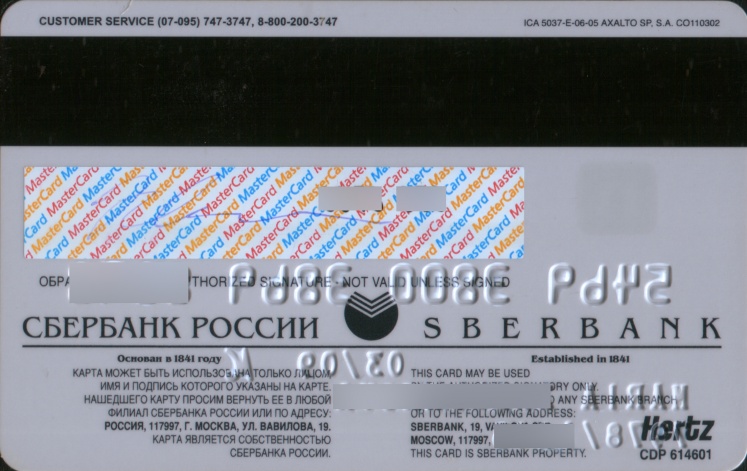 CUSTOMER SERVICE (07-095) 747-3747, 8-800-200-3747
ICA 5037-E-06-05 AXALTO SP, S.A. CO110302
MasterCard MasterCard MasterCard MasterCard
SIGNATURE - NOT VALID UNLESS SIGNED
СБЕРБАНК РОССИИ SBERBANK
Основан в 1841 году
КАРТА МОЖЕТ БЫТЬ ИСПОЛЬЗОВАНА ТОЛЬКО ЛИЦОМ,
ИМЯ И ПОДПИСЬ КОТОРОГО УКАЗАНЫ НА КАРТЕ.
НАШЕДШЕГО КАРТУ ПРОСИМ ВЕРНУТЬ ЕЕ В ЛЮБОЙ
ФИЛИАЛ СБЕРБАНКА РОССИИ ИЛИ ПО АДРЕСУ:
РОССИЯ, 117997, Г. МОСКВА, УЛ. ВАВИЛОВА, 19.
КАРТА ЯВЛЯЕТСЯ СОБСТВЕННОСТЬЮ
СБЕРБАНКА РОССИИ.
Established in 1841
THIS CARD MAY BE USED
ONLY.
ANY SBERBANK BRANCH
OR TO THE FOLLOWING ADDRESS:
SBERBANK, 19,
MOSCOW, 117997,
THIS CARD IS SBERBANK PROPERTY.
Hertz
CDP 614601